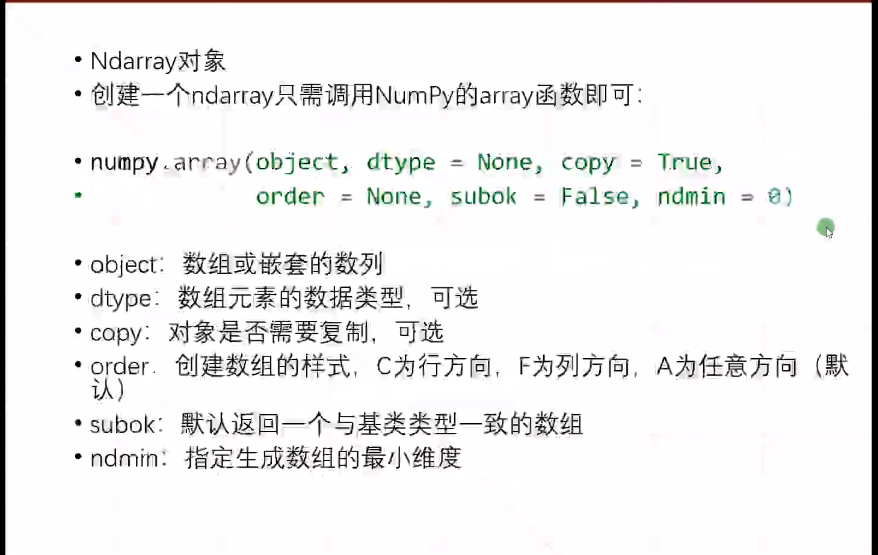 • Ndarray对象
• 创建一个ndarray只需调用NumPy的array函数即可：
• numpy.array(object, dtype = None, copy = True,
• order = None, subok = False, ndmin = 0)
• object：数组或嵌套的数列
• dtype：数组元素的数据类型，可选
• copy：对象是否需要复制，可选
• order：创建数组的样式，C为行方向，F为列方向，A为任意方向（默
认）
• subok：默认返回一个与基类类型一致的数组
• ndmin：指定生成数组的最小维度